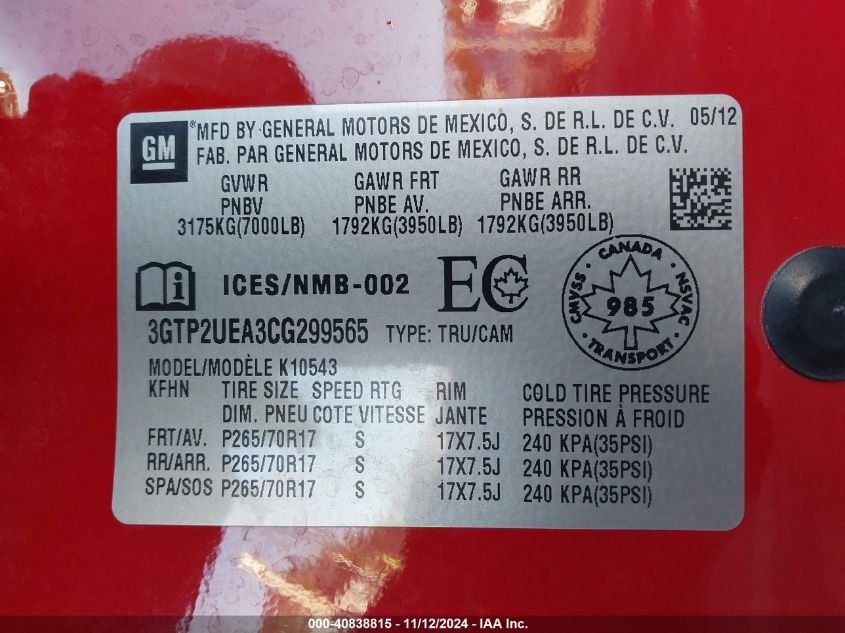 GM
®MFD BY GENERAL MOTORS DE MEXICO, S. DE R.L. DE C.V. 05/12
FAB. PAR GENERAL MOTORS DE MEXICO, S. DE R.L. DE C.V.
GVWR GAWR FRT GAWR RR
PNBV PNBE AV. PNBE ARR.
3175KG(7000LB) 1792KG(3950LB) 1792KG(3950LB)
i ICES/NMB-002 EC
CANADA
CMVSS 985 NSVAC
TRANSPORT
3GTP2UEA3CG299565 TYPE: TRU/CAM
MODEL/MODÈLE K10543
KFHN TIRE SIZE SPEED RTG RIM COLD TIRE PRESSURE
DIM. PNEU COTE VITESSE JANTE PRESSION À FROID
FRT/AV. P265/70R17 S 17X7.5J 240 KPA(35PSI)
RR/ARR. P265/70R17 S 17X7.5J 240 KPA(35PSI)
SPA/SOS P265/70R17 S 17X7.5J 240 KPA(35PSI)
000-40838815 - 11/12/2024 - IAA Inc.